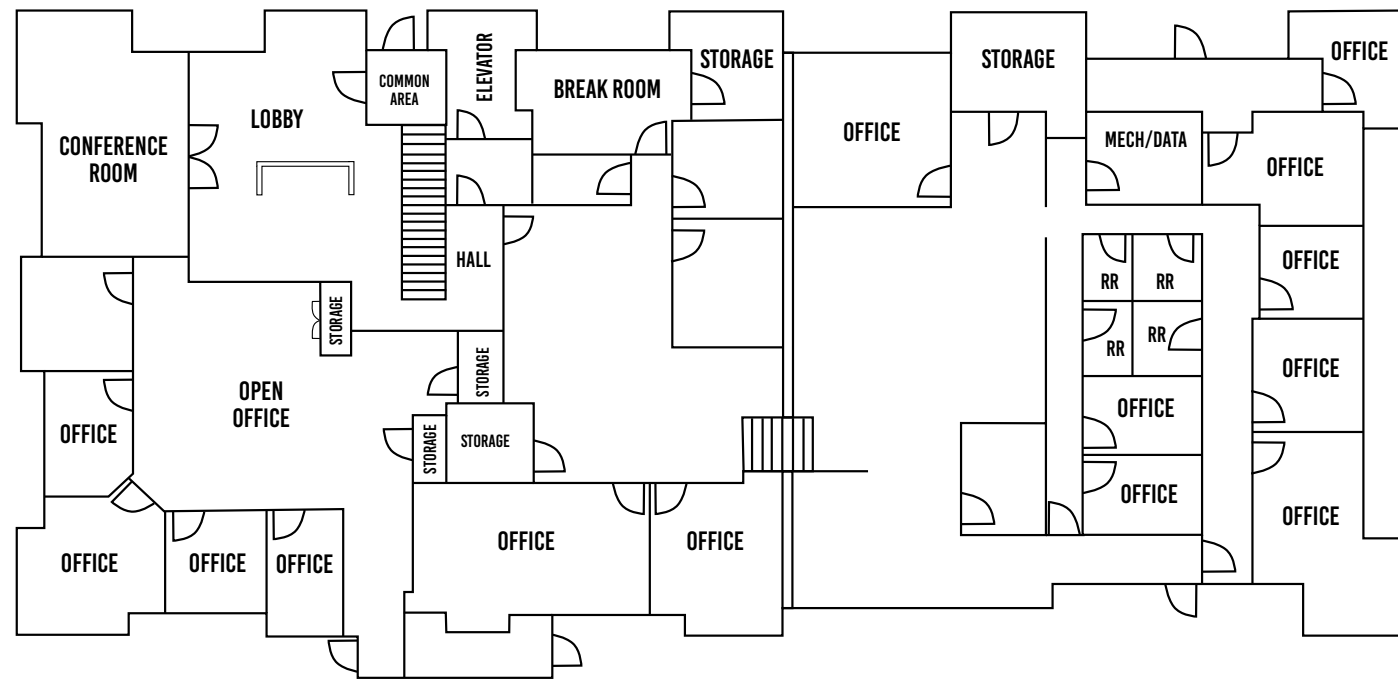 OFFICE
STORAGE
STORAGE
ELEVATOR
COMMON
AREA
BREAK ROOM
LOBBY
OFFICE
MECH/DATA
CONFERENCE
ROOM
OFFICE
HALL
OFFICE
RR
RR
STORAGE
RR
RR
STORAGE
OFFICE
OPEN
OFFICE
OFFICE
OFFICE
STORAGE
STORAGE
OFFICE
OFFICE
OFFICE
OFFICE
OFFICE
OFFICE
OFFICE
OFFICE